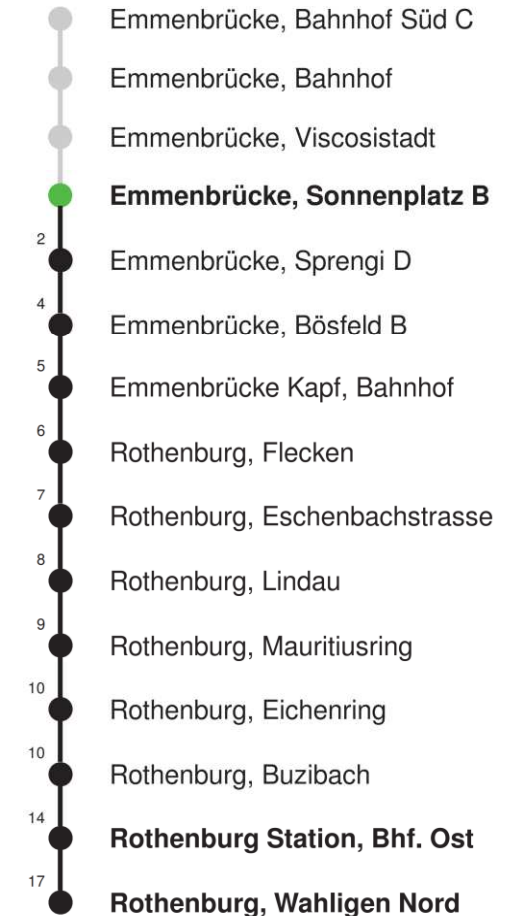 Emmenbrücke, Bahnhof Süd C
Emmenbrücke, Bahnhof
Emmenbrücke, Viscosistadt
Emmenbrücke, Sonnenplatz B
2 Emmenbrücke, Sprengi D
4 Emmenbrücke, Bösfeld B
5 Emmenbrücke Kapf, Bahnhof
6 Rothenburg, Flecken
7 Rothenburg, Eschenbachstrasse
8 Rothenburg, Lindau
9 Rothenburg, Mauritiusring
10 Rothenburg, Eichenring
10 Rothenburg, Buzibach
14 Rothenburg Station, Bhf. Ost
17 Rothenburg, Wahligen Nord